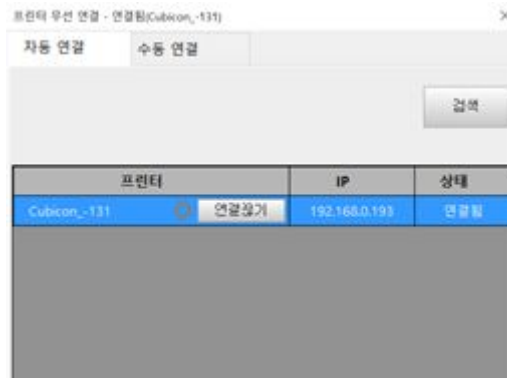 프린터 무선 연결 - 연결됨(Cubicon_-131)
자동 연결 수동 연결
검색
프린터 IP 상태
Cubicon_-131 연결끊기 192.168.0.193 연결됨